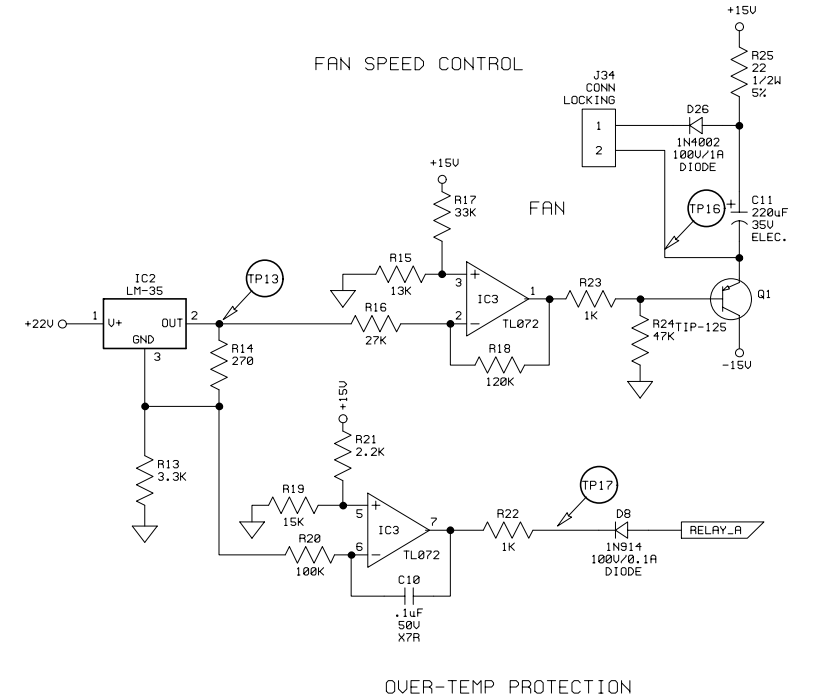 FAN SPEED CONTROL
+15V
R25
22
1/2W
5%
J34
CONN
LOCKING
1
2
D26
1N4002
100V/1A
DIODE
+15V
R17
33K
FAN
TP16
+
C11
220uF
35V
ELEC.
TP13
R15
13K
3
+
IC3
1
2
−
TL072
R23
1K
Q1
TIP-125
R24
47K
-15V
IC2
LM-35
+22V
1
V+
OUT
2
GND
3
R14
270
R16
27K
R18
120K
+15V
R21
2.2K
R13
3.3K
R19
15K
5
+
IC3
7
6
−
TL072
R20
100K
C10
.1uF
50V
X7R
R22
1K
TP17
D8
1N914
100V/0.1A
DIODE
RELAY_A
OVER-TEMP PROTECTION